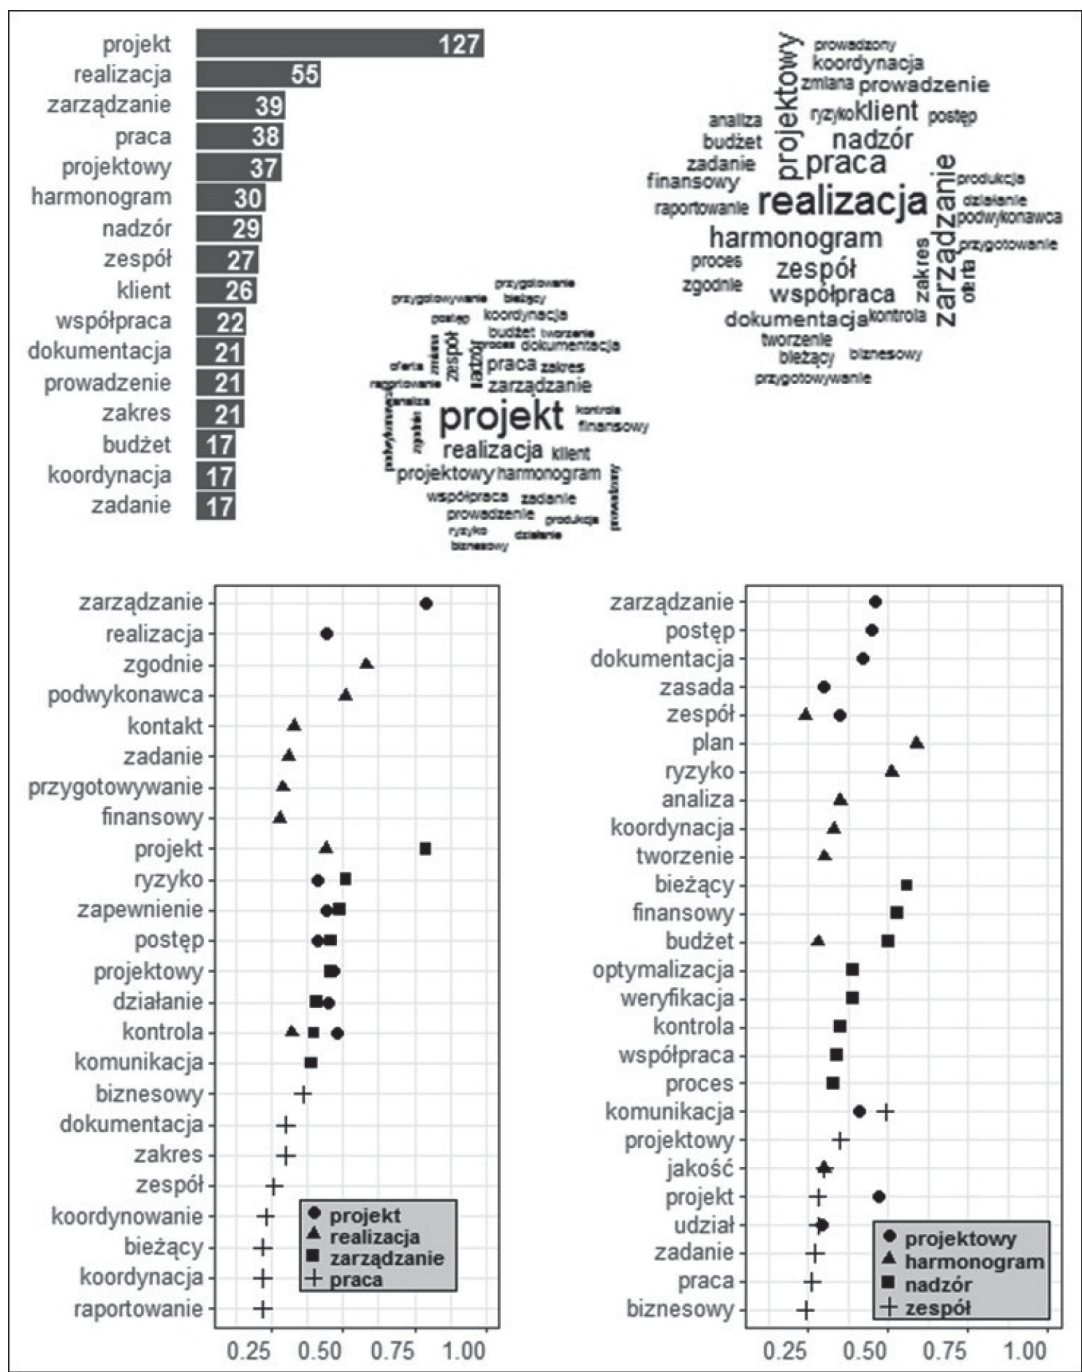 projekt 127
realizacja 55
zarządzanie 39
praca 38
projektowy 37
harmonogram 30
nadzór 29
zespół 27
klient 26
współpraca 22
dokumentacja 21
prowadzenie 21
zakres 21
budżet 17
koordynacja 17
zadanie 17
przygotowanie
przygotowywanie bieżący
postęp koordynacja
budżet tworzenie
zmiana zespół nadzór proces dokumentacja
oferta praca zakres
raportowanie zarządzanie
analiza
podwykonawca zgodnie projekt kontrola
finansowy
realizacja klient
projektowy harmonogram
współpraca zadanie prowadzony
prowadzenie produkcja
ryzyko działanie
biznesowy
projektowy prowadzony
koordynacja
zmiana prowadzenie
analiza ryzyko klient postęp
budżet nadzór
zadanie praca
finansowy zarządzanie produkcja
raportowanie realizacja działanie
podwykonawca
harmonogram zakres przygotowanie
proces zespół oferta
zgodnie współpraca
dokumentacja kontrola
tworzenie
bieżący biznesowy
przygotowywanie
zarządzanie
realizacja
zgodnie
podwykonawca
kontakt
zadanie
przygotowywanie
finansowy
projekt
ryzyko
zapewnienie
postęp
projektowy
działanie
kontrola
komunikacja
biznesowy
dokumentacja
zakres
zespół
koordynowanie
bieżący
koordynacja
raportowanie
projekt
realizacja
zarządzanie
praca
0.25 0.50 0.75 1.00
zarządzanie
postęp
dokumentacja
zasada
zespół
plan
ryzyko
analiza
koordynacja
tworzenie
bieżący
finansowy
budżet
optymalizacja
weryfikacja
kontrola
współpraca
proces
komunikacja
projektowy
jakość
projekt
udział
zadanie
praca
biznesowy
projektowy
harmonogram
nadzór
zespół
0.25 0.50 0.75 1.00